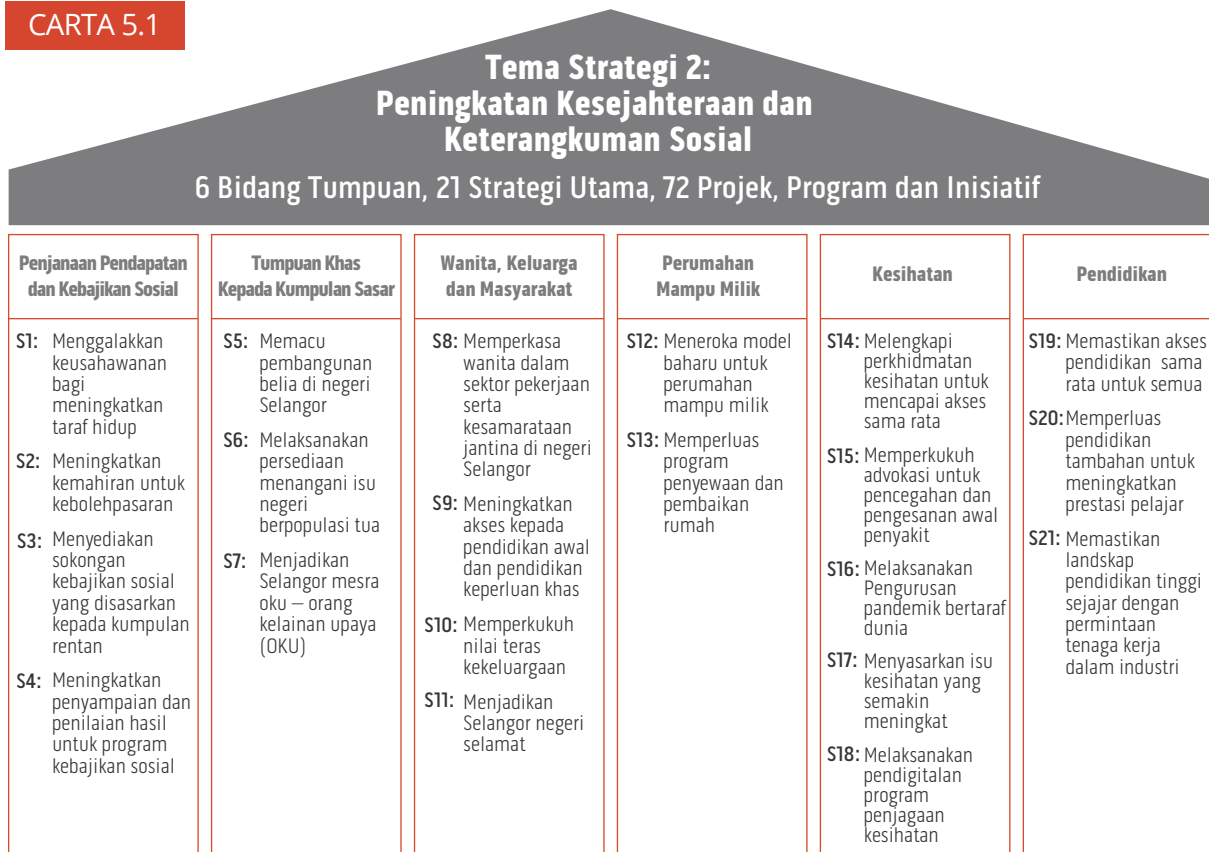 CARTA 5.1
Tema Strategi 2:
Peningkatan Kesejahteraan dan
Keterangkuman Sosial
6 Bidang Tumpuan, 21 Strategi Utama, 72 Projek, Program dan Inisiatif
Penjanaan Pendapatan
dan Kebajikan Sosial
S1: Menggalakkan
keusahawanan
bagi
meningkatkan
taraf hidup
S2: Meningkatkan
kemahiran untuk
kebolehpasaran
S3: Menyediakan
sokongan
kebajikan sosial
yang disasarkan
kepada kumpulan
rentan
S4: Meningkatkan
penyampaian dan
penilaian hasil
untuk program
kebajikan sosial
Tumpuan Khas
Kepada Kumpulan Sasar
S5: Memacu
pembangunan
belia di negeri
Selangor
S6: Melaksanakan
persediaan
menangani isu
negeri
berpopulasi tua
S7: Menjadikan
Selangor mesra
oku – orang
kelainan upaya
(OKU)
Wanita, Keluarga
dan Masyarakat
S8: Memperkasa
wanita dalam
sektor pekerjaan
serta
kesamarataan
jantina di negeri
Selangor
S9: Meningkatkan
akses kepada
pendidikan awal
dan pendidikan
keperluan khas
S10: Memperkukuh
nilai teras
kekeluargaan
S11: Menjadikan
Selangor negeri
selamat
Perumahan
Mampu Milik
S12: Meneroka model
baharu untuk
perumahan
mampu milik
S13: Memperluas
program
penyewaan dan
pembaikan
rumah
Kesihatan
S14: Melengkapi
perkhidmatan
kesihatan untuk
mencapai akses
sama rata
S15: Memperkukuh
advokasi untuk
pencegahan dan
pengesanan awal
penyakit
S16: Melaksanakan
Pengurusan
pandemik bertaraf
dunia
S17: Menyasarkan isu
kesihatan yang
semakin
meningkat
S18: Melaksanakan
pendigitalan
program
penjagaan
kesihatan
Pendidikan
S19: Memastikan akses
pendidikan sama
rata untuk semua
S20: Memperluas
pendidikan
tambahan untuk
meningkatkan
prestasi pelajar
S21: Memastikan
landskap
pendidikan tinggi
sejajar dengan
permintaan
tenaga kerja
dalam industri